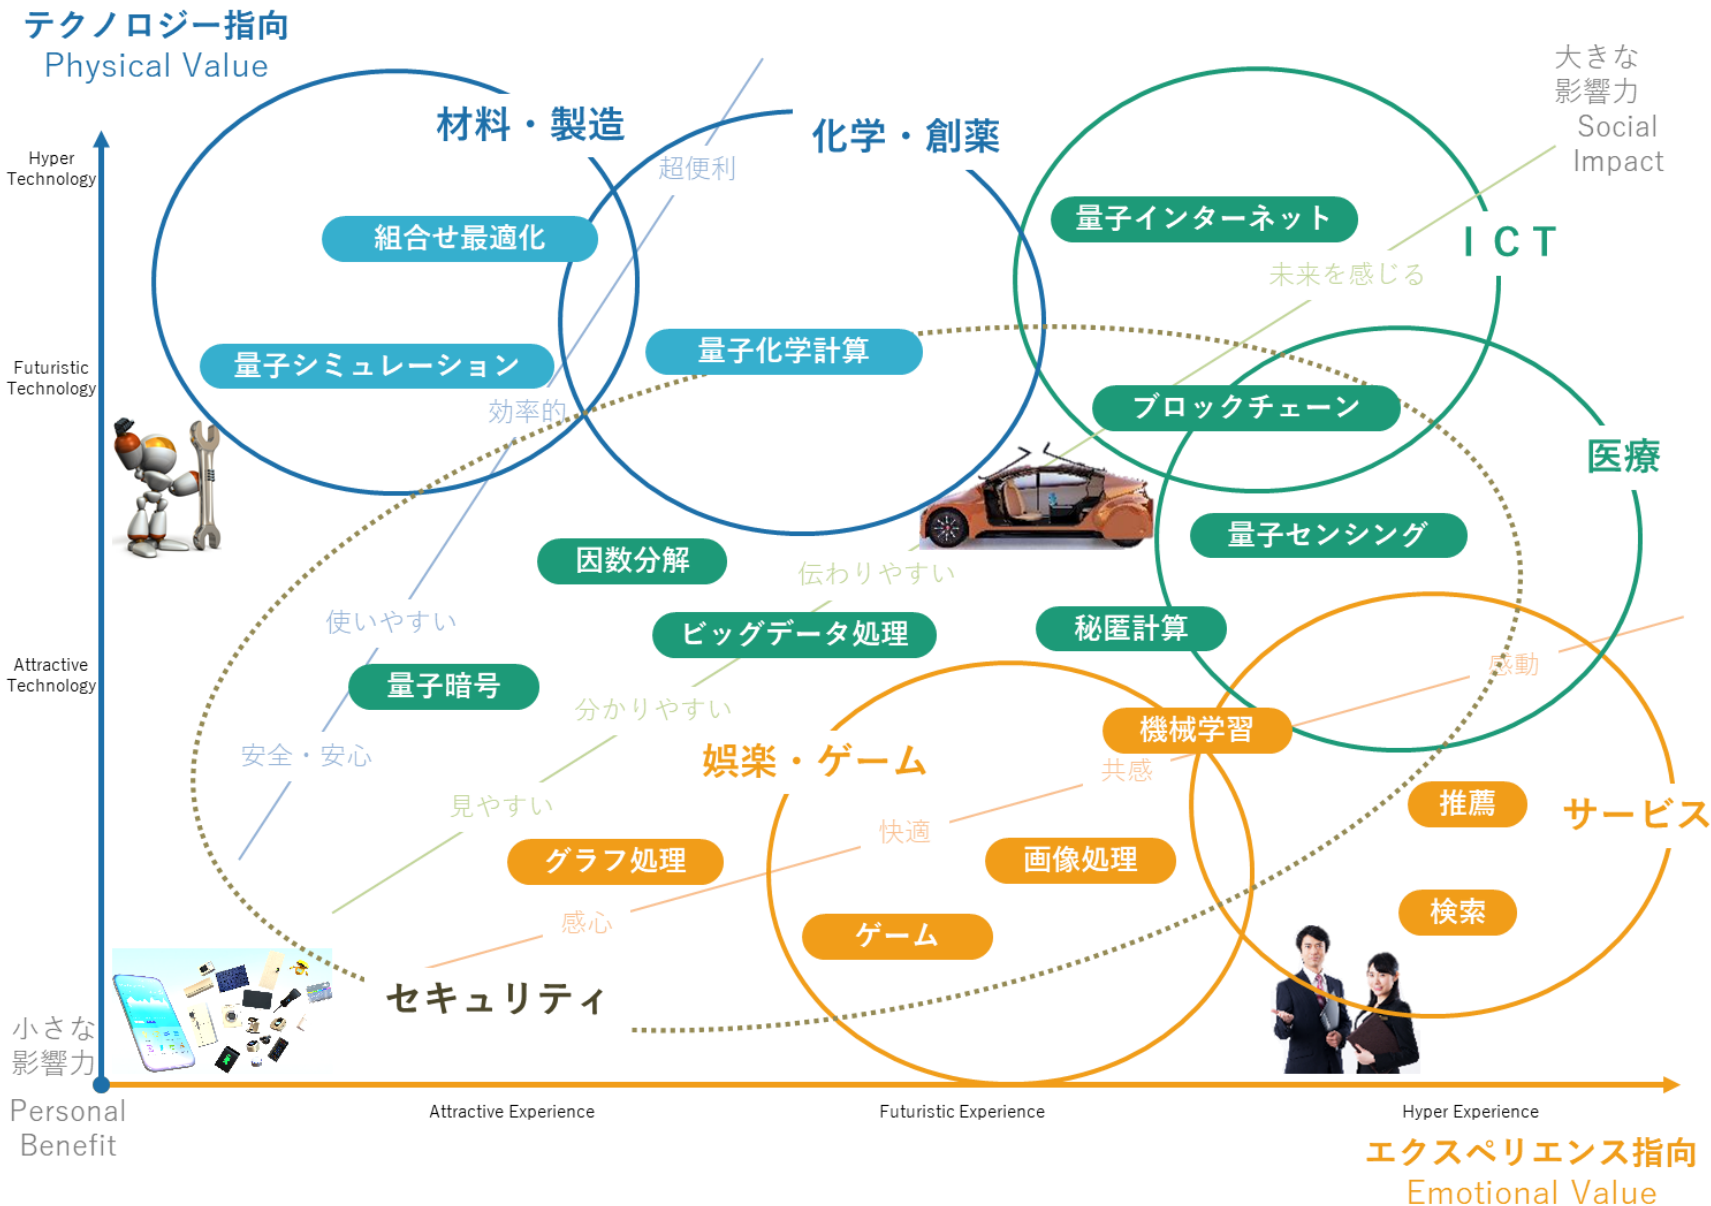 テクノロジー指向
Physical Value
大きな
影響力
Social
Impact
材料・製造
化学・創薬
Hyper
Technology
超便利
組合せ最適化
量子インターネット
ICT
未来を感じる
量子シミュレーション
量子化学計算
Futuristic
Technology
効率的
ブロックチェーン
医療
量子センシング
因数分解
伝わりやすい
使いやすい
ビッグデータ処理
秘匿計算
Attractive
Technology
感動
量子暗号
分かりやすい
機械学習
安全・安心
娯楽・ゲーム
共感
見やすい
推薦
サービス
快適
グラフ処理
画像処理
感心
ゲーム
検索
セキュリティ
小さな
影響力
Personal
Benefit
Attractive Experience
Futuristic Experience
Hyper Experience
エクスペリエンス指向
Emotional Value